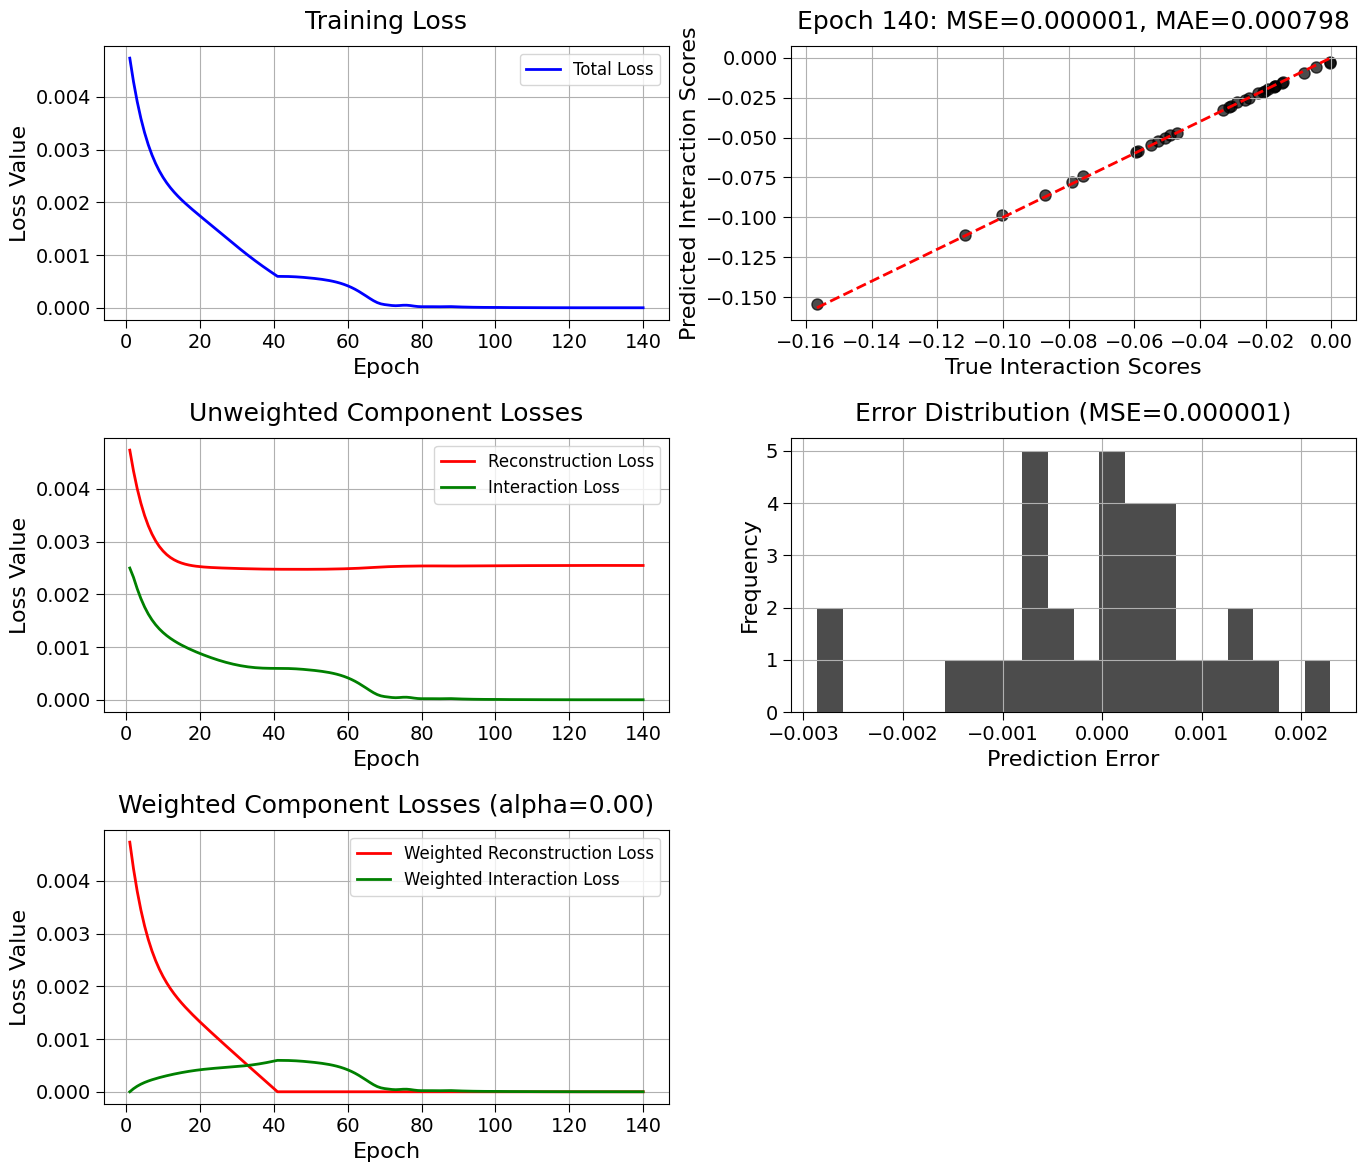 Training Loss
Total Loss
Loss Value
0.004
0.003
0.002
0.001
0.000
0 20 40 60 80 100 120 140
Epoch
Epoch 140: MSE=0.000001, MAE=0.000798
Predicted Interaction Scores
0.000
−0.025
−0.050
−0.075
−0.100
−0.125
−0.150
−0.16 −0.14 −0.12 −0.10 −0.08 −0.06 −0.04 −0.02 0.00
True Interaction Scores
Unweighted Component Losses
Reconstruction Loss
Interaction Loss
Loss Value
0.004
0.003
0.002
0.001
0.000
0 20 40 60 80 100 120 140
Epoch
Error Distribution (MSE=0.000001)
Frequency
5
4
3
2
1
0
−0.003 −0.002 −0.001 0.000 0.001 0.002
Prediction Error
Weighted Component Losses (alpha=0.00)
Weighted Reconstruction Loss
Weighted Interaction Loss
Loss Value
0.004
0.003
0.002
0.001
0.000
0 20 40 60 80 100 120 140
Epoch